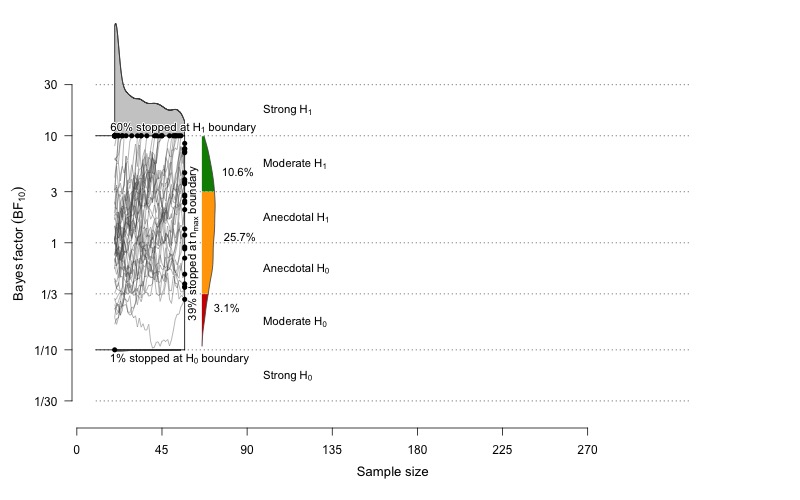 30
Strong H1
60% stopped at H1 boundary
10
Moderate H1
10.6%
3
Anecdotal H1
25.7%
1
Anecdotal H0
1/3
3.1%
Moderate H0
39% stopped at nmax boundary
1/10
1% stopped at H0 boundary
Strong H0
1/30
Bayes factor (BF10)
0 45 90 135 180 225 270
Sample size